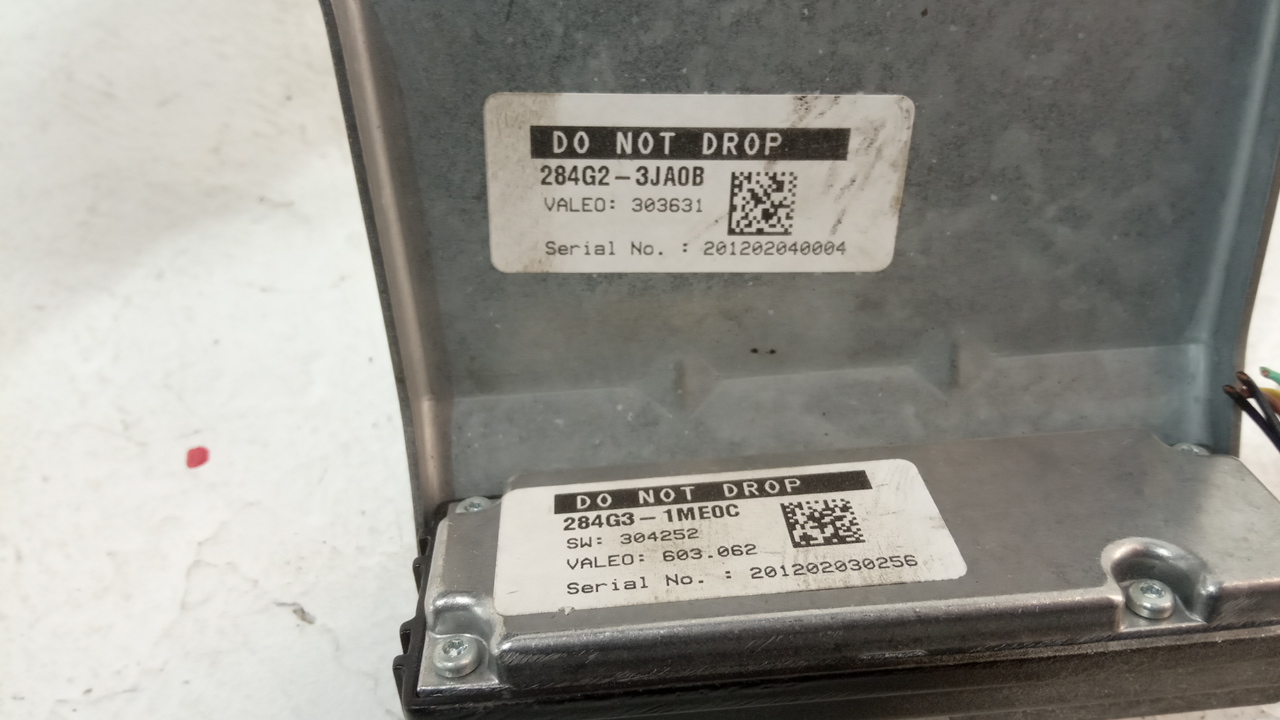 DO NOT DROP
284G2-3JA0B
VALEO: 303631
Serial No. : 201202040004
DO NOT DROP
284G3-1ME0C
SW: 304252
VALEO: 603.062
Serial No. : 201202030256